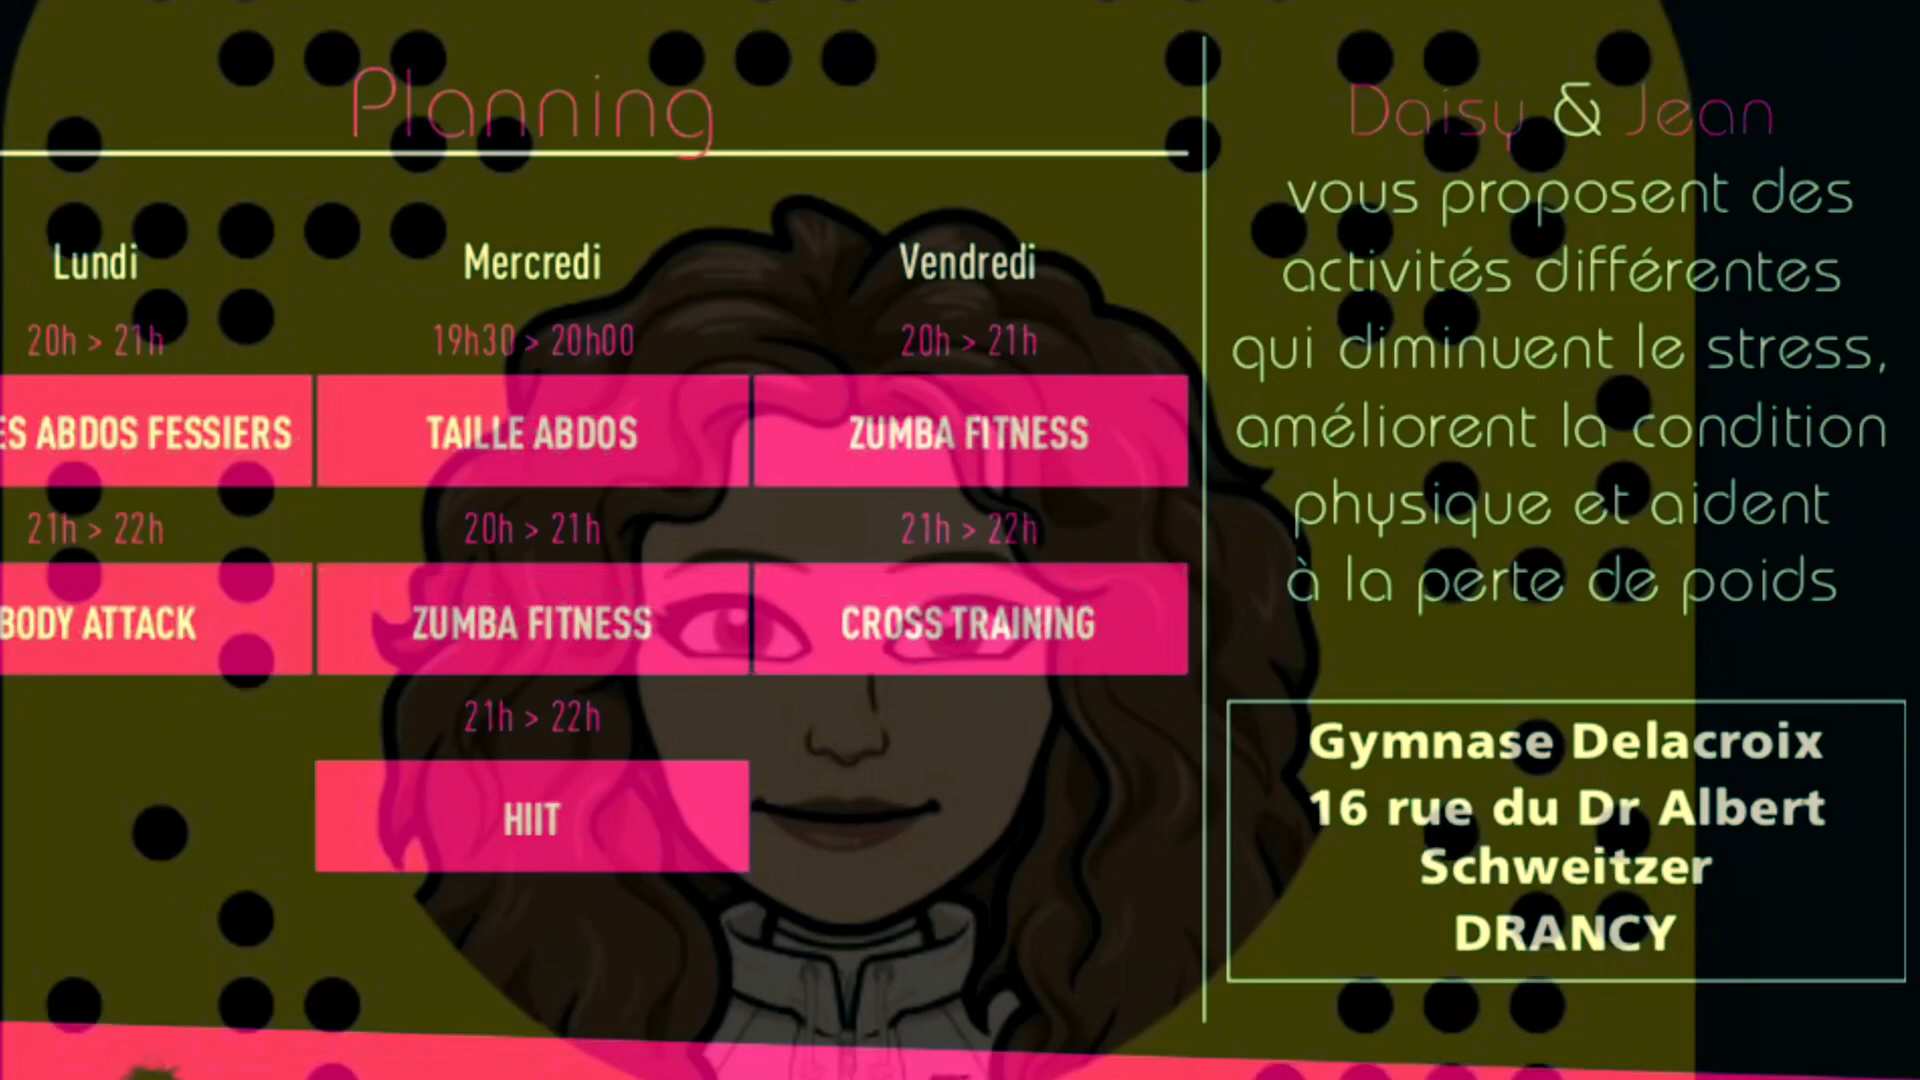 Planning
Lundi
Mercredi
Vendredi
20h > 21h
19h30 > 20h00
20h > 21h
ABDOS FESSIERS
TAILLE ABDOS
ZUMBA FITNESS
21h > 22h
20h > 21h
21h > 22h
BODY ATTACK
ZUMBA FITNESS
CROSS TRAINING
21h > 22h
HIIT
Daisy & Jean
vous proposent des
activités différentes
qui diminuent le stress,
améliorent la condition
physique et aident
à la perte de poids
Gymnase Delacroix
16 rue du Dr Albert
Schweitzer
DRANCY